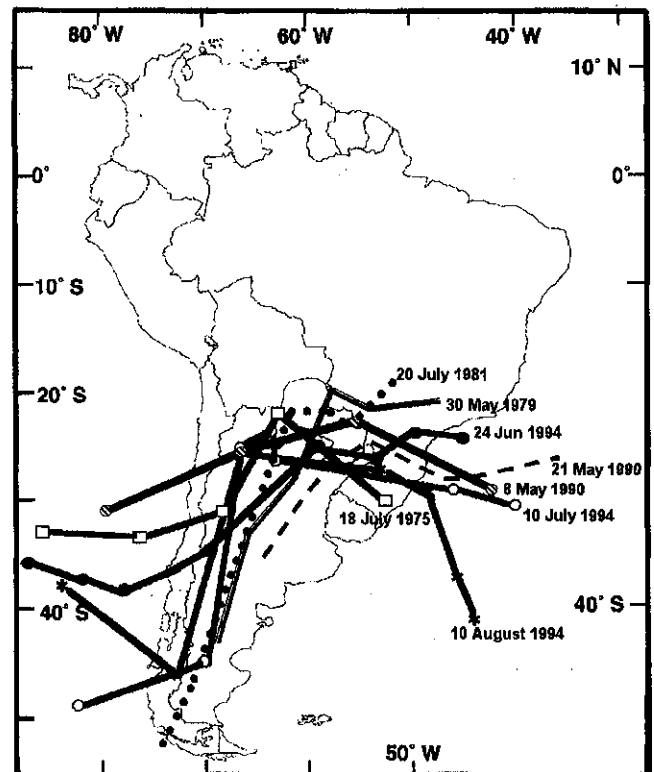 80° W 60° W 40° W
10° N
0° 0°
10° S
20° S
20 July 1981
30 May 1979
24 Jun 1994
21 May 1990
8 May 1990
10 July 1994
18 July 1975
40° S 40° S
10 August 1994
50° W